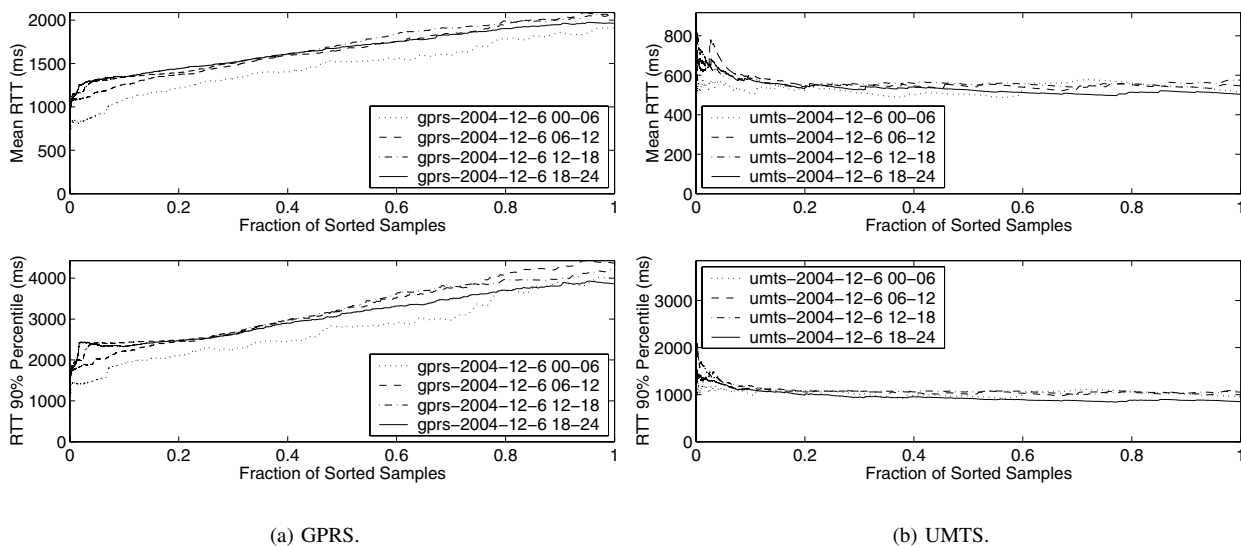 2000
1500
1000
500
0
Mean RTT (ms)
0 0.2 0.4 0.6 0.8 1
Fraction of Sorted Samples
gprs−2004−12−6 00−06
gprs−2004−12−6 06−12
gprs−2004−12−6 12−18
gprs−2004−12−6 18−24
800
600
400
200
0
Mean RTT (ms)
0 0.2 0.4 0.6 0.8 1
Fraction of Sorted Samples
umts−2004−12−6 00−06
umts−2004−12−6 06−12
umts−2004−12−6 12−18
umts−2004−12−6 18−24
4000
3000
2000
1000
0
RTT 90% Percentile (ms)
0 0.2 0.4 0.6 0.8 1
Fraction of Sorted Samples
gprs−2004−12−6 00−06
gprs−2004−12−6 06−12
gprs−2004−12−6 12−18
gprs−2004−12−6 18−24
3000
2000
1000
0
RTT 90% Percentile (ms)
0 0.2 0.4 0.6 0.8 1
Fraction of Sorted Samples
umts−2004−12−6 00−06
umts−2004−12−6 06−12
umts−2004−12−6 12−18
umts−2004−12−6 18−24
(a) GPRS.
(b) UMTS.